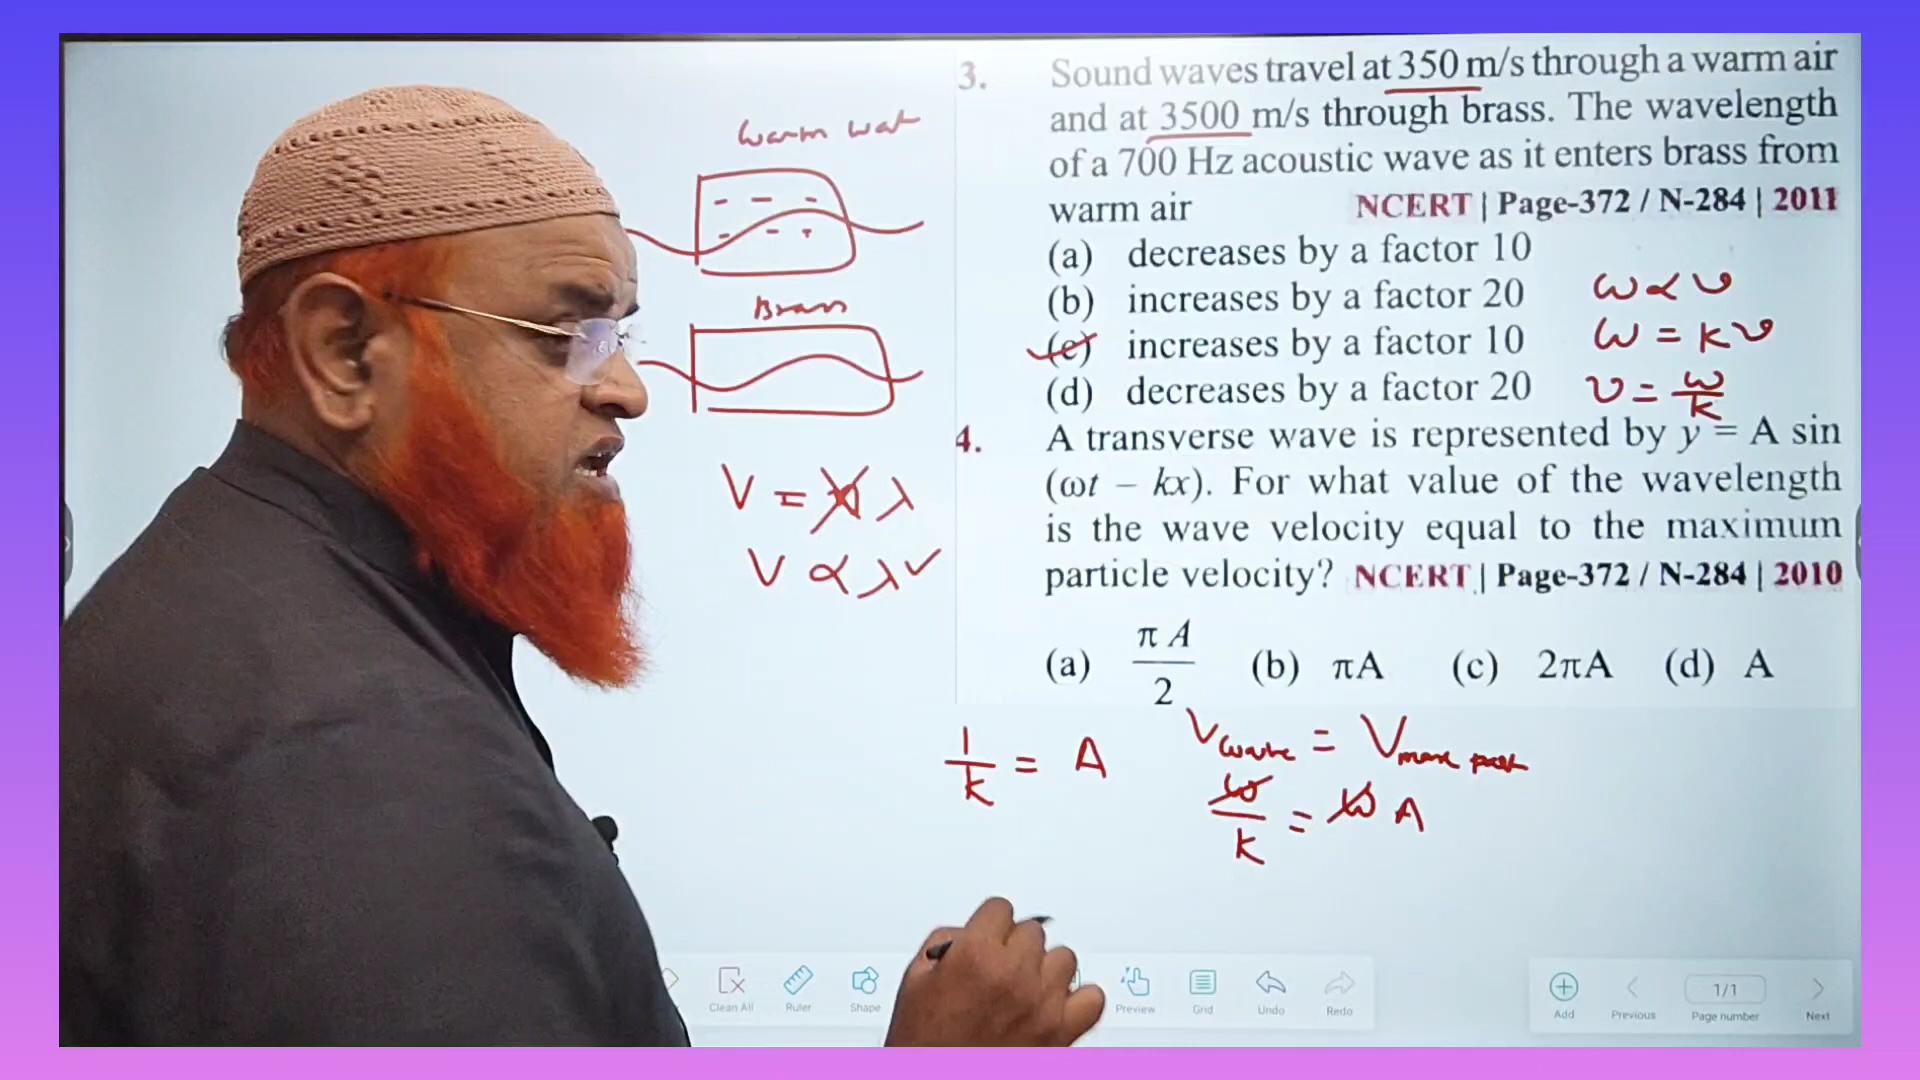 3. Sound waves travel at 350 m/s through a warm air
and at 3500 m/s through brass. The wavelength
of a 700 Hz acoustic wave as it enters brass from
warm air NCERT | Page-372 / N-284 | 2011
(a) decreases by a factor 10
(b) increases by a factor 20
(c) increases by a factor 10
(d) decreases by a factor 20
ω ∝ v
ω = k v
v = ω/k
4. A transverse wave is represented by y = A sin
(ωt – kx). For what value of the wavelength
is the wave velocity equal to the maximum
particle velocity? NCERT | Page-372 / N-284 | 2010
(a) π A / 2 (b) πA (c) 2πA (d) A
Warm wat
Brass
V = n λ
V ∝ λ ✓
1/k = A
V wave = V max part
ω/k = ω A
Clean All Ruler Shape Preview Grid Undo Redo
Add Previous 1/1 Page number Next